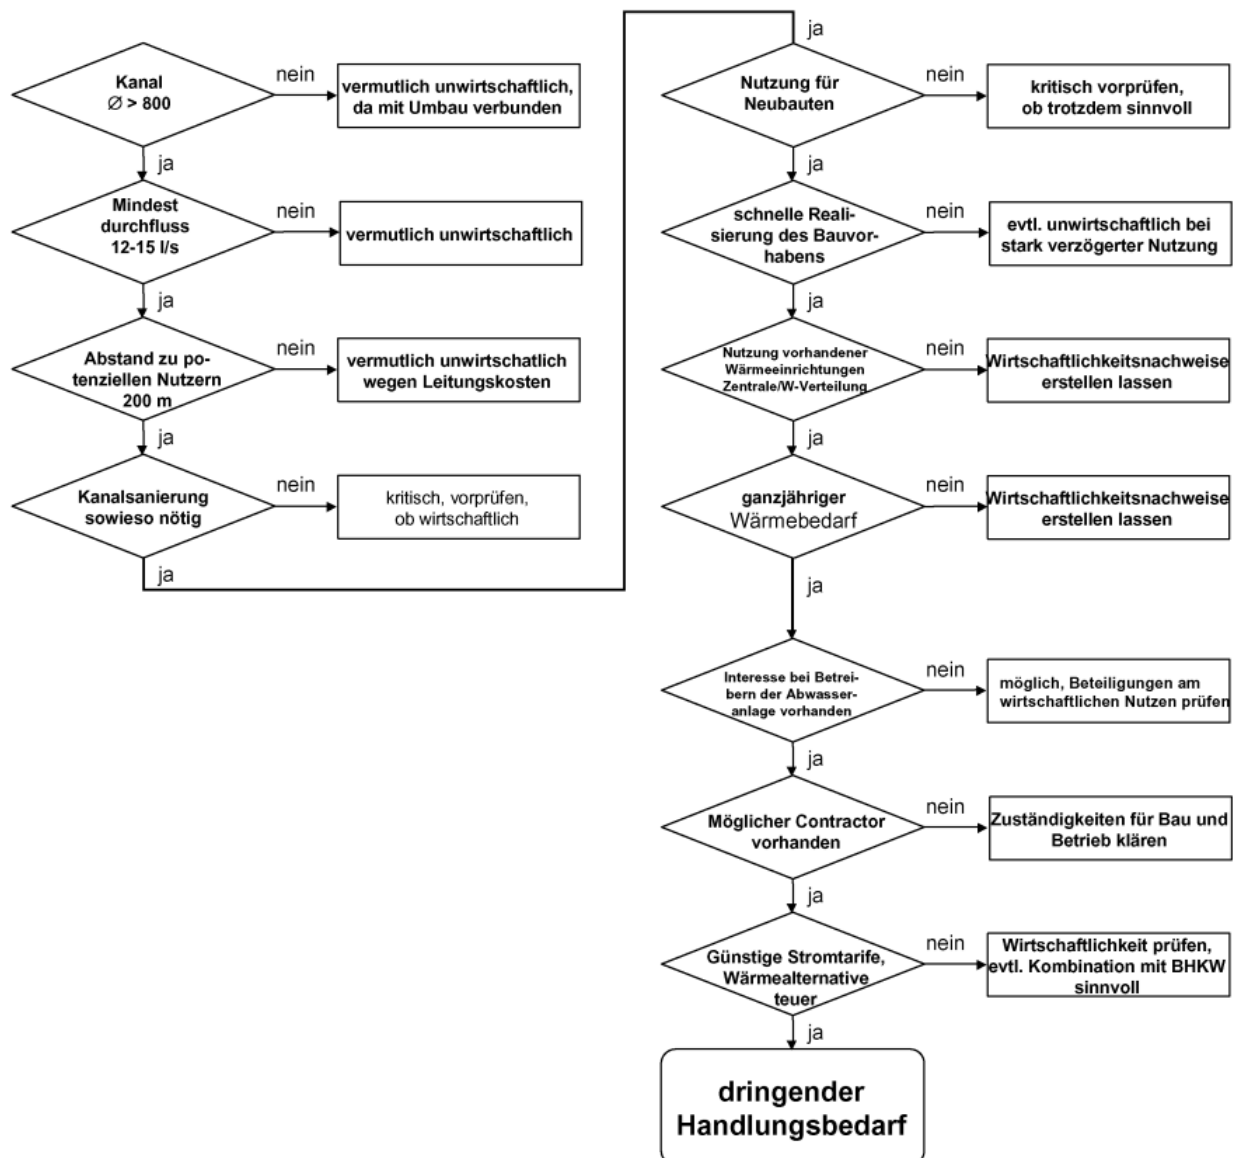 Kanal
∅ > 800
nein
vermutlich unwirtschaftlich,
da mit Umbau verbunden
ja
Mindest
durchfluss
12-15 l/s
nein
vermutlich unwirtschaftlich
ja
Abstand zu po-
tenziellen Nutzern
200 m
nein
vermutlich unwirtschatlich
wegen Leitungskosten
ja
Kanalsanierung
sowieso nötig
nein
kritisch, vorprüfen,
ob wirtschaftlich
ja
ja
Nutzung für
Neubauten
nein
kritisch vorprüfen,
ob trotzdem sinnvoll
ja
schnelle Reali-
sierung des Bauvor-
habens
nein
evtl. unwirtschaftlich bei
stark verzögerter Nutzung
ja
Nutzung vorhandener
Wärmeeinrichtungen
Zentrale/W-Verteilung
nein
Wirtschaftlichkeitsnachweise
erstellen lassen
ja
ganzjähriger
Wärmebedarf
nein
Wirtschaftlichkeitsnachweise
erstellen lassen
ja
Interesse bei Betrei-
bern der Abwasser-
anlage vorhanden
nein
möglich, Beteiligungen am
wirtschaftlichen Nutzen prüfen
ja
Möglicher Contractor
vorhanden
nein
Zuständigkeiten für Bau und
Betrieb klären
ja
Günstige Stromtarife,
Wärmealternative
teuer
nein
Wirtschaftlichkeit prüfen,
evtl. Kombination mit BHKW
sinnvoll
ja
dringender
Handlungsbedarf